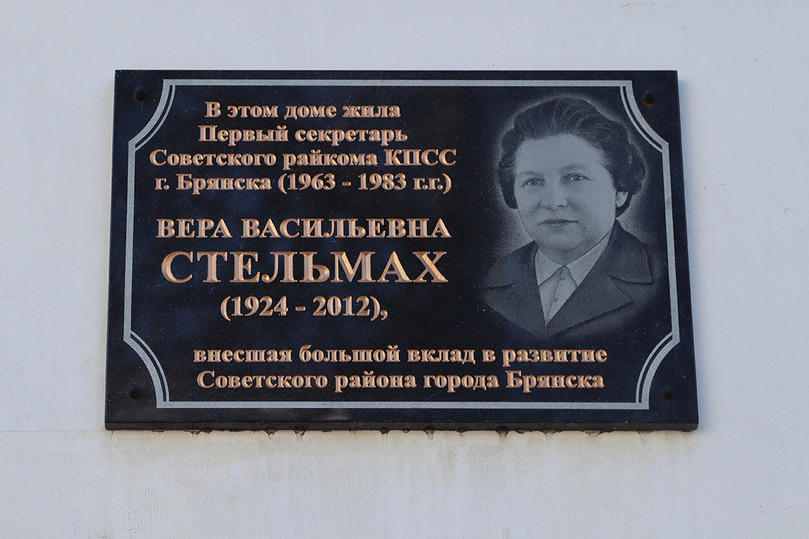 В этом доме жила
Первый секретарь
Советского райкома КПСС
г. Брянска (1963 - 1983 г.г.)
ВЕРА ВАСИЛЬЕВНА
СТЕЛЬМАХ
(1924 - 2012),
внесшая большой вклад в развитие
Советского района города Брянска